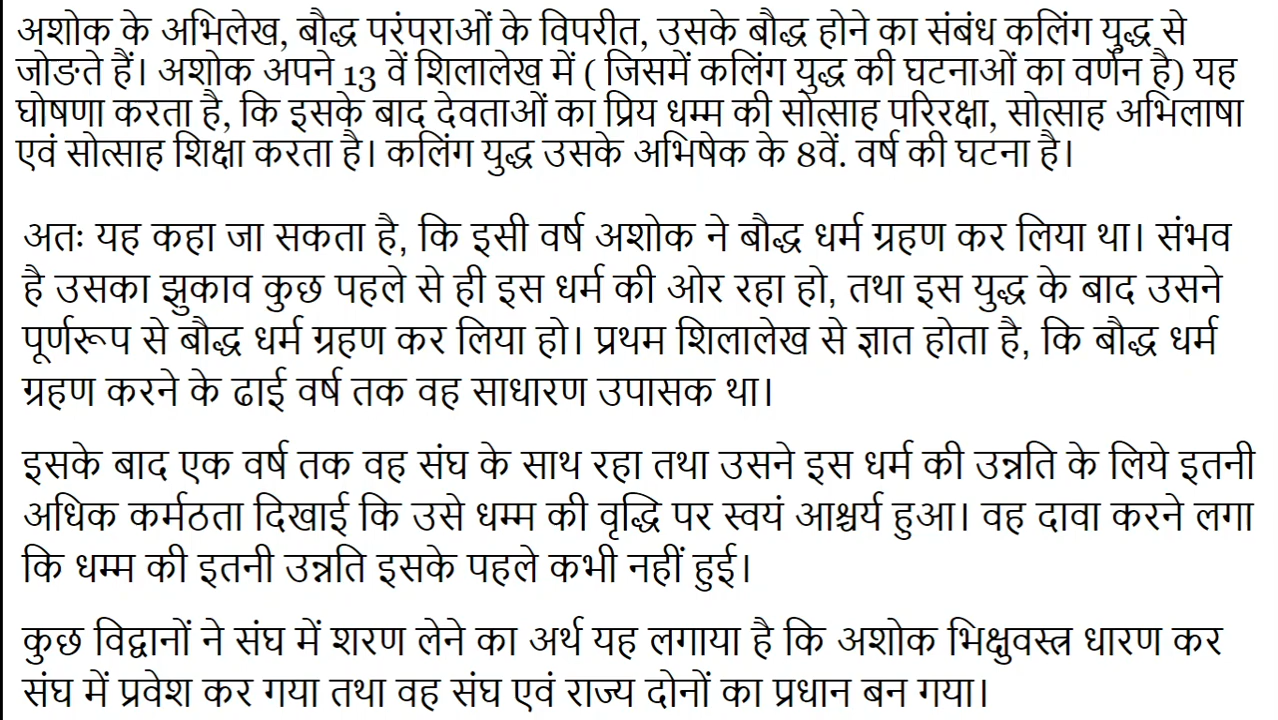 अशोक के अभिलेख, बौद्ध परंपराओं के विपरीत, उसके बौद्ध होने का संबंध कलिंग युद्ध से
जोङते हैं। अशोक अपने 13 वें शिलालेख में ( जिसमें कलिंग युद्ध की घटनाओं का वर्णन है) यह
घोषणा करता है, कि इसके बाद देवताओं का प्रिय धम्म की सोत्साह परिरक्षा, सोत्साह अभिलाषा
एवं सोत्साह शिक्षा करता है। कलिंग युद्ध उसके अभिषेक के 8वें. वर्ष की घटना है।
अतः यह कहा जा सकता है, कि इसी वर्ष अशोक ने बौद्ध धर्म ग्रहण कर लिया था। संभव
है उसका झुकाव कुछ पहले से ही इस धर्म की ओर रहा हो, तथा इस युद्ध के बाद उसने
पूर्णरूप से बौद्ध धर्म ग्रहण कर लिया हो। प्रथम शिलालेख से ज्ञात होता है, कि बौद्ध धर्म
ग्रहण करने के ढाई वर्ष तक वह साधारण उपासक था।
इसके बाद एक वर्ष तक वह संघ के साथ रहा तथा उसने इस धर्म की उन्नति के लिये इतनी
अधिक कर्मठता दिखाई कि उसे धम्म की वृद्धि पर स्वयं आश्चर्य हुआ। वह दावा करने लगा
कि धम्म की इतनी उन्नति इसके पहले कभी नहीं हुई।
कुछ विद्वानों ने संघ में शरण लेने का अर्थ यह लगाया है कि अशोक भिक्षुवस्त्र धारण कर
संघ में प्रवेश कर गया तथा वह संघ एवं राज्य दोनों का प्रधान बन गया।